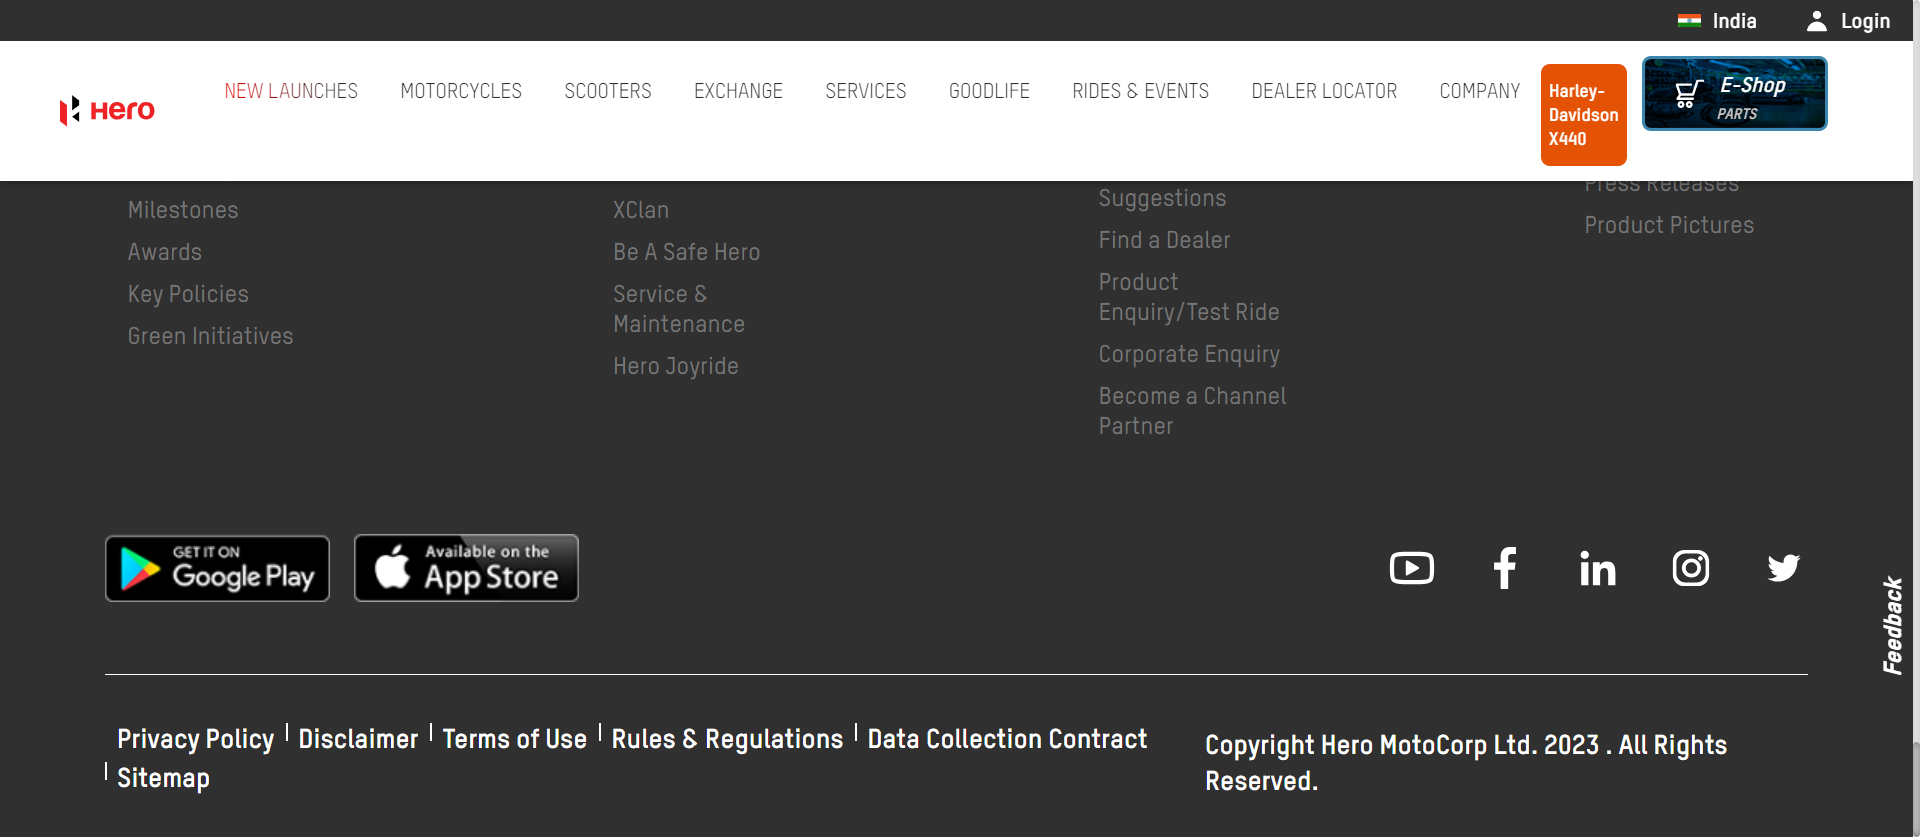 India
Login
Hero
NEW LAUNCHES
MOTORCYCLES
SCOOTERS
EXCHANGE
SERVICES
GOODLIFE
RIDES & EVENTS
DEALER LOCATOR
COMPANY
Harley-
Davidson
X440
E-Shop
PARTS
Milestones
Awards
Key Policies
Green Initiatives
XClan
Be A Safe Hero
Service &
Maintenance
Hero Joyride
Suggestions
Find a Dealer
Product
Enquiry/Test Ride
Corporate Enquiry
Become a Channel
Partner
Press Releases
Product Pictures
GET IT ON
Google Play
Available on the
App Store
Feedback
Privacy Policy
Disclaimer
Terms of Use
Rules & Regulations
Data Collection Contract
Sitemap
Copyright Hero MotoCorp Ltd. 2023 . All Rights
Reserved.